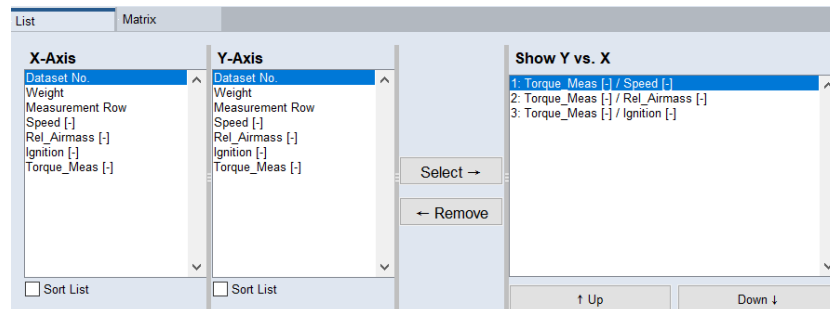 List
Matrix
X-Axis
Dataset No.
Weight
Measurement Row
Speed [-]
Rel_Airmass [-]
Ignition [-]
Torque_Meas [-]
Sort List
Y-Axis
Dataset No.
Weight
Measurement Row
Speed [-]
Rel_Airmass [-]
Ignition [-]
Torque_Meas [-]
Sort List
Select →
← Remove
Show Y vs. X
1: Torque_Meas [-] / Speed [-]
2: Torque_Meas [-] / Rel_Airmass [-]
3: Torque_Meas [-] / Ignition [-]
↑ Up
Down ↓